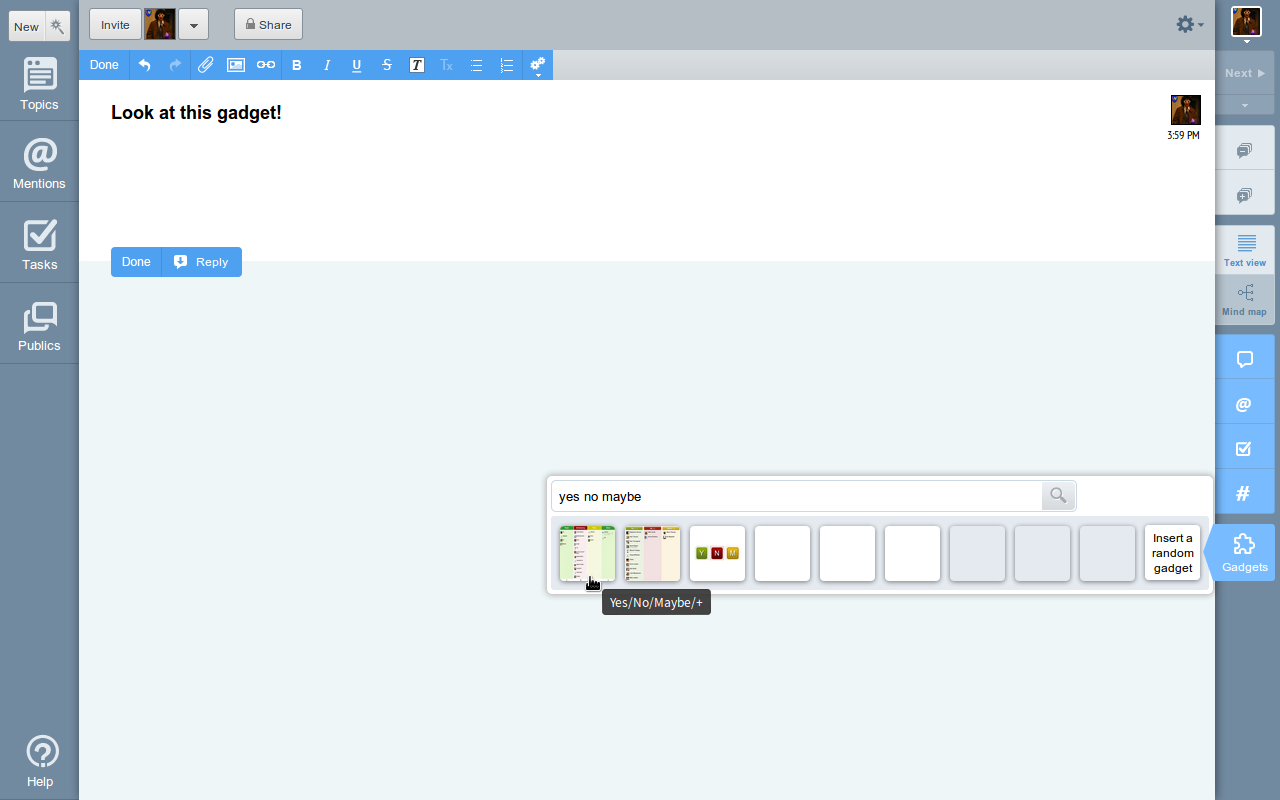 New
Invite
Share
Next
Done
B I U S T Tx
Topics
Look at this gadget!
3:59 PM
@
Mentions
Tasks
Text view
Done
Reply
Publics
Mind map
@
#
yes no maybe
Y N M
Insert a
random
gadget
Gadgets
Yes/No/Maybe/+
Help